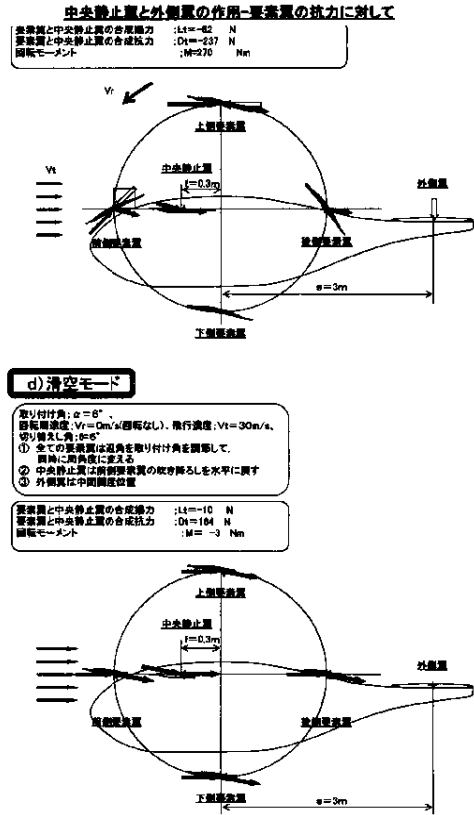 中央静止翼と外側翼の作用-要素翼の抗力に対して
要素翼と中央静止翼の合成揚力 ;Lt=-62 N
要素翼と中央静止翼の合成抗力 ;Dt=-237 N
回転モーメント ;M=270 Nm
Vr
上側要素翼
Vt
中央静止翼
f=0.3m
外側翼
前側要素翼
後側要素翼
e=3m
下側要素翼
d)滑空モード
取り付け角;α=6°、
回転周速度;Vr=0m/s(回転なし)、飛行速度;Vt=30m/s、
切り替えし角;θ=6°
① 全ての要素翼は迎角を取り付け角を調節して、
同時に同角度に変える
② 中央静止翼は前側要素翼の吹き降ろしを水平に戻す
③ 外側翼は中間調度位置
要素翼と中央静止翼の合成揚力 ;Lt=-10 N
要素翼と中央静止翼の合成抗力 ;Dt=164 N
回転モーメント ;M= -3 Nm
上側要素翼
中央静止翼
f=0.3m
外側翼
前側要素翼
後側要素翼
下側要素翼
e=3m